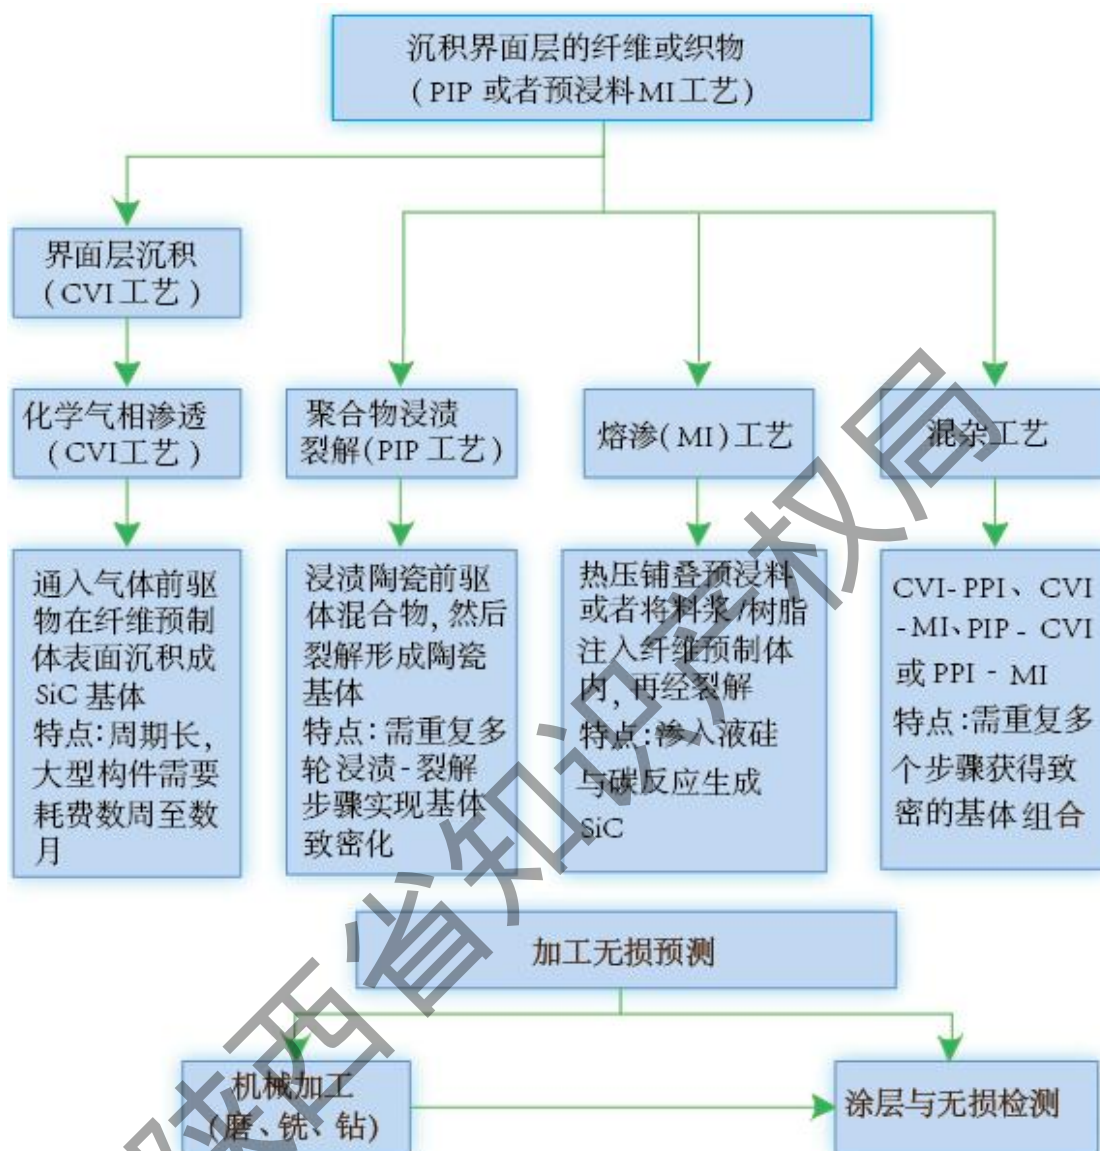 沉积界面层的纤维或织物
(PIP 或者预浸料MI工艺)
界面层沉积
(CVI工艺)
化学气相渗透
(CVI工艺)
聚合物浸渍
裂解(PIP 工艺)
熔渗(MI)工艺
混杂工艺
通入气体前驱
物在纤维预制
体表面沉积成
SiC 基体
特点:周期长,
大型构件需要
耗费数周至数
月
浸渍陶瓷前驱
体混合物,然后
裂解形成陶瓷
基体
特点:需重复多
轮浸渍-裂解
步骤实现基体
致密化
热压铺叠预浸料
或者将料浆/树脂
注入纤维预制体
内,再经裂解
特点:渗入液硅
与碳反应生成
SiC
CVI-PPI、CVI
-MI、PIP-CVI
或PPI-MI
特点:需重复多
个步骤获得致
密的基体组合
加工无损预测
机械加工
(磨、铣、钻)
涂层与无损检测
陕西省知识产权局